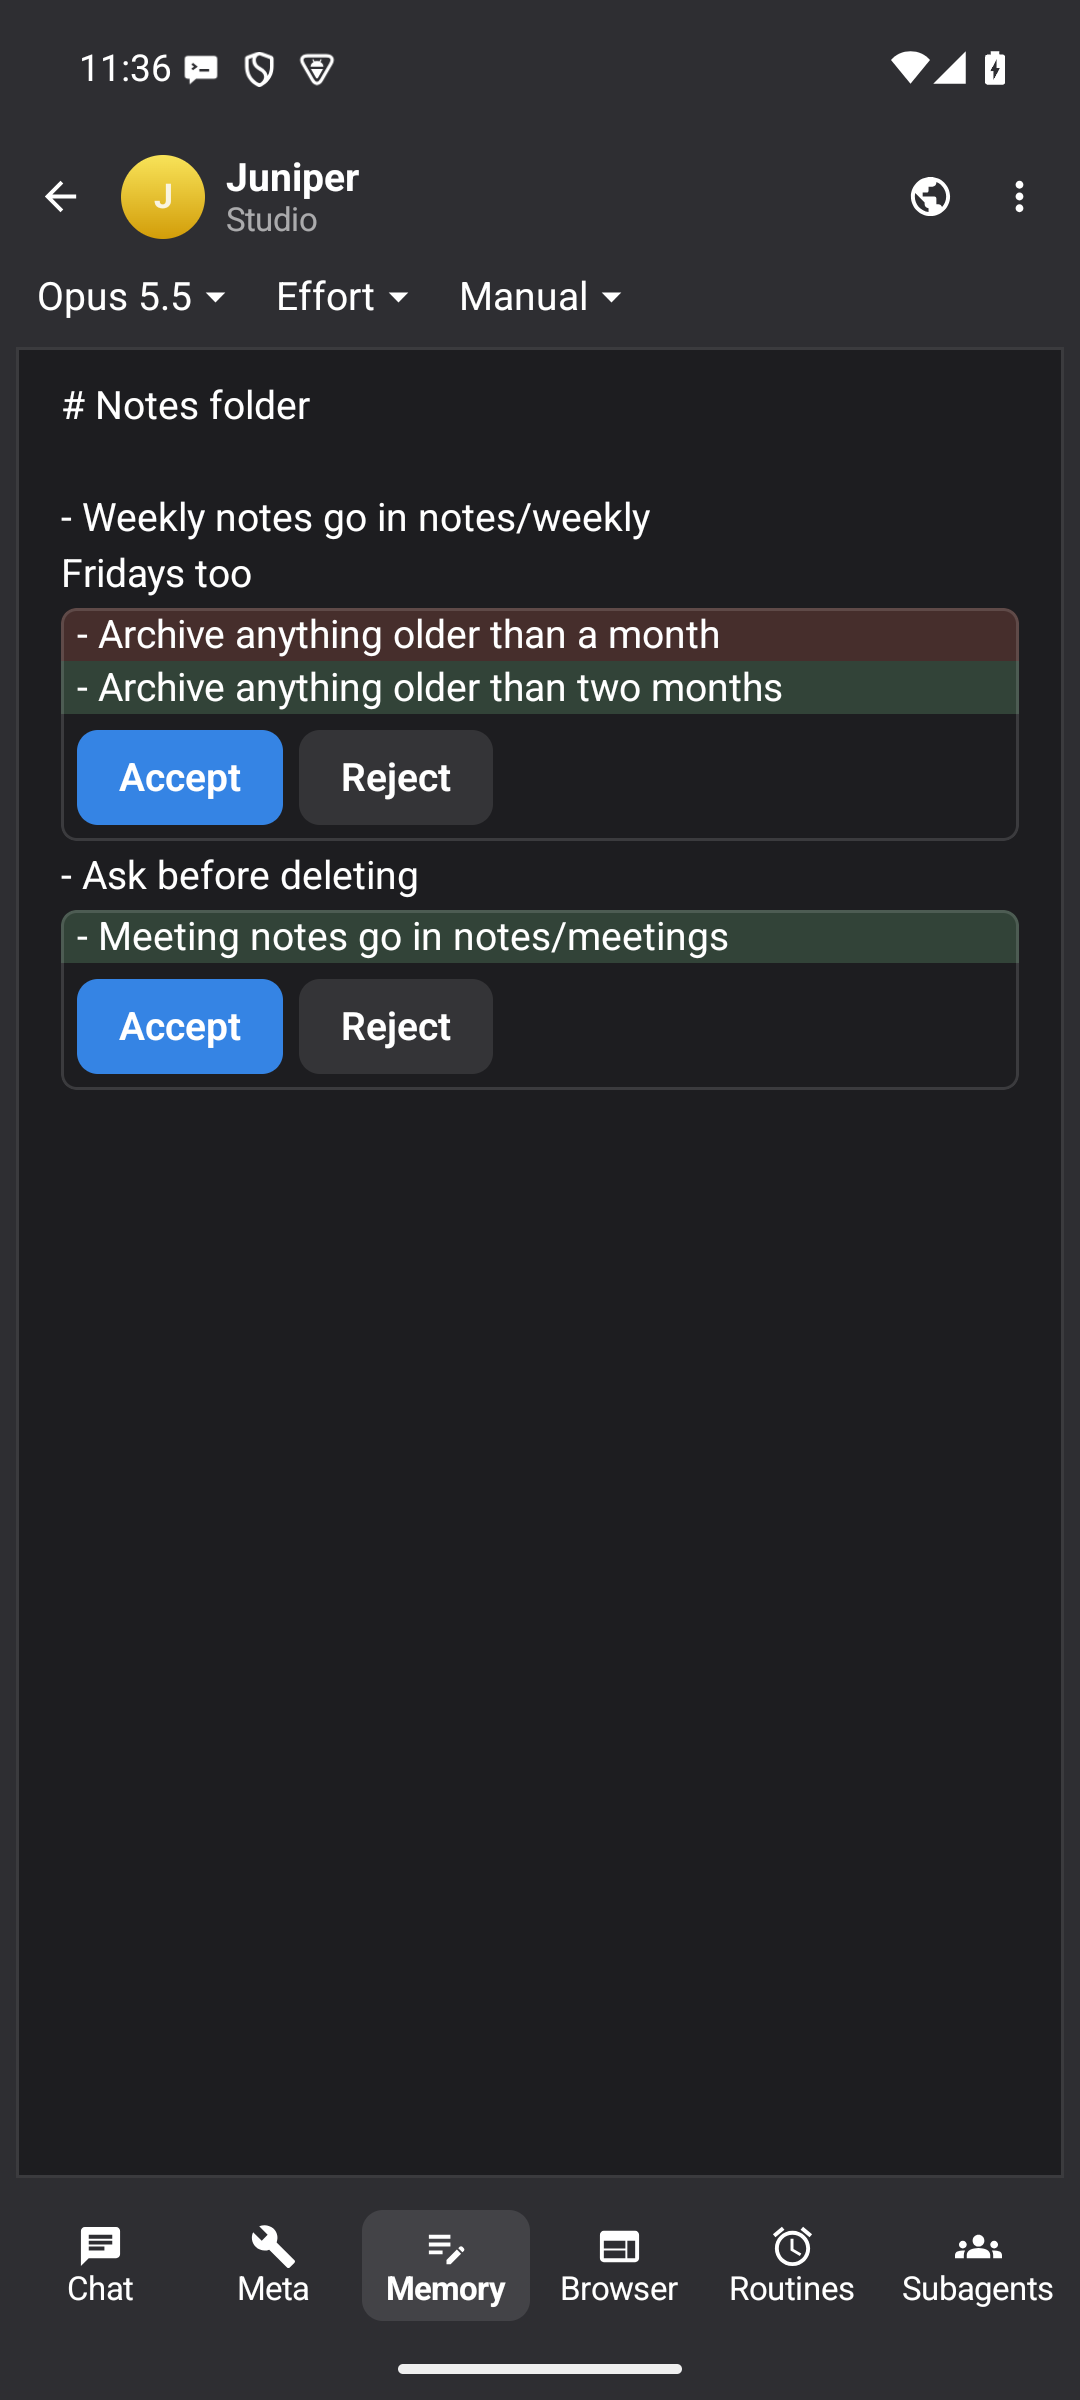 11:36
J
Juniper
Studio
Opus 5.5
Effort
Manual
# Notes folder
- Weekly notes go in notes/weekly
Fridays too
- Archive anything older than a month
- Archive anything older than two months
Accept
Reject
- Ask before deleting
- Meeting notes go in notes/meetings
Accept
Reject
Chat
Meta
Memory
Browser
Routines
Subagents